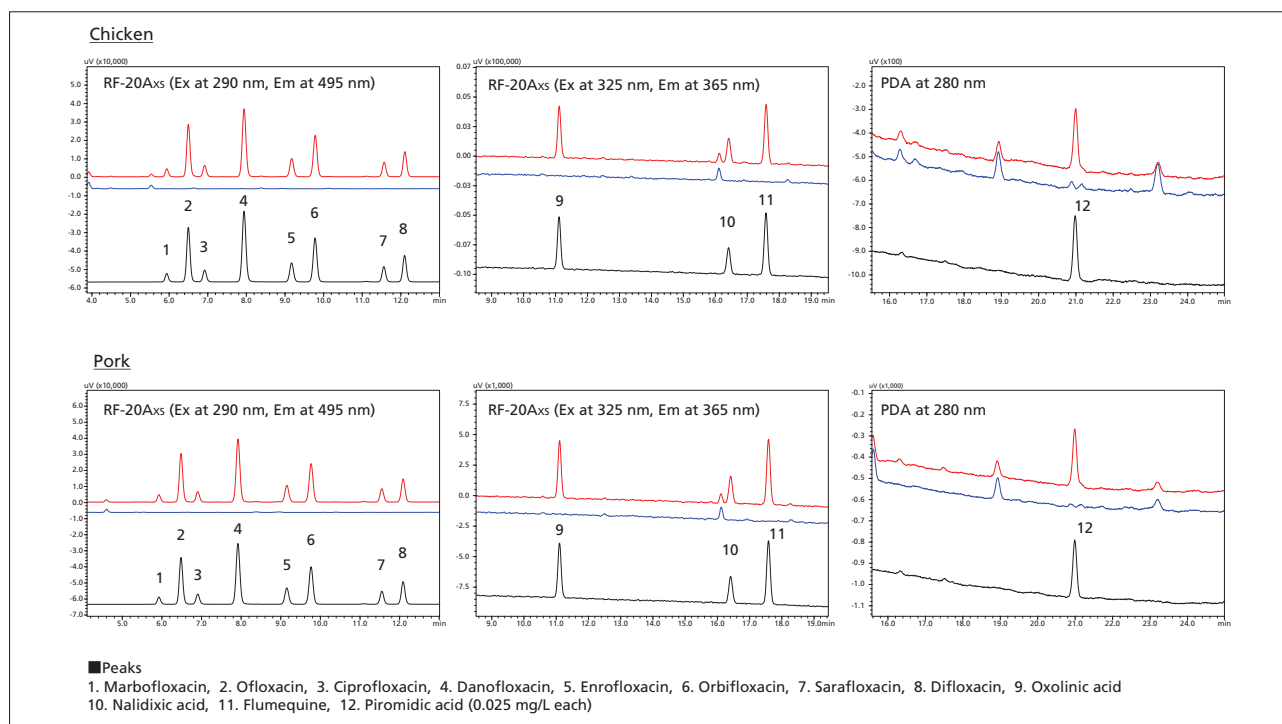 Chicken
uV (x10,000)
RF-20Axs (Ex at 290 nm, Em at 495 nm)
5.0
4.0
3.0
2.0
1.0
0.0
-1.0
-2.0
-3.0
-4.0
-5.0
-6.0
1 2 3 4 5 6 7 8
4.0 5.0 6.0 7.0 8.0 9.0 10.0 11.0 12.0 min
uV (x100,000)
RF-20Axs (Ex at 325 nm, Em at 365 nm)
0.07
0.05
0.03
0.00
-0.03
-0.05
-0.07
-0.10
9 10 11
9.0 10.0 11.0 12.0 13.0 14.0 15.0 16.0 17.0 18.0 19.0 min
uV (x100)
PDA at 280 nm
-2.0
-3.0
-4.0
-5.0
-6.0
-7.0
-8.0
-9.0
-10.0
12
16.0 17.0 18.0 19.0 20.0 21.0 22.0 23.0 24.0 min
Pork
uV (x10,000)
RF-20Axs (Ex at 290 nm, Em at 495 nm)
6.0
5.0
4.0
3.0
2.0
1.0
0.0
-1.0
-2.0
-3.0
-4.0
-5.0
-6.0
-7.0
1 2 3 4 5 6 7 8
5.0 6.0 7.0 8.0 9.0 10.0 11.0 12.0 min
uV (x1,000)
RF-20Axs (Ex at 325 nm, Em at 365 nm)
7.5
5.0
2.5
0.0
-2.5
-5.0
-7.5
9 10 11
9.0 10.0 11.0 12.0 13.0 14.0 15.0 16.0 17.0 18.0 19.0 min
uV (x1,000)
PDA at 280 nm
-0.1
-0.2
-0.3
-0.4
-0.5
-0.6
-0.7
-0.8
-0.9
-1.0
-1.1
12
16.0 17.0 18.0 19.0 20.0 21.0 22.0 23.0 24.0 min
■Peaks
1. Marbofloxacin, 2. Ofloxacin, 3. Ciprofloxacin, 4. Danofloxacin, 5. Enrofloxacin, 6. Orbifloxacin, 7. Sarafloxacin, 8. Difloxacin, 9. Oxolinic acid
10. Nalidixic acid, 11. Flumequine, 12. Piromidic acid (0.025 mg/L each)